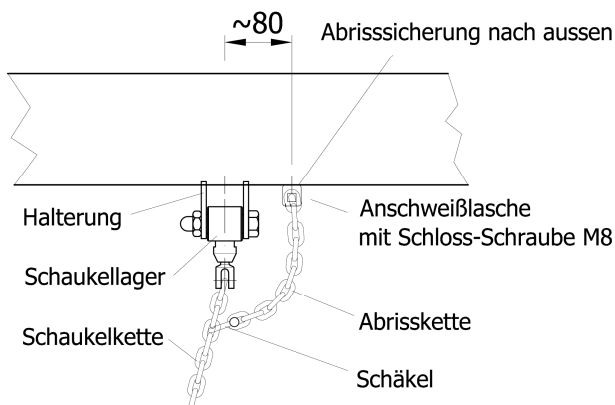 ~80
Abrisssicherung nach aussen
Halterung
Anschweißlasche
mit Schloss-Schraube M8
Schaukellager
Abrisskette
Schaukelkette
Schäkel